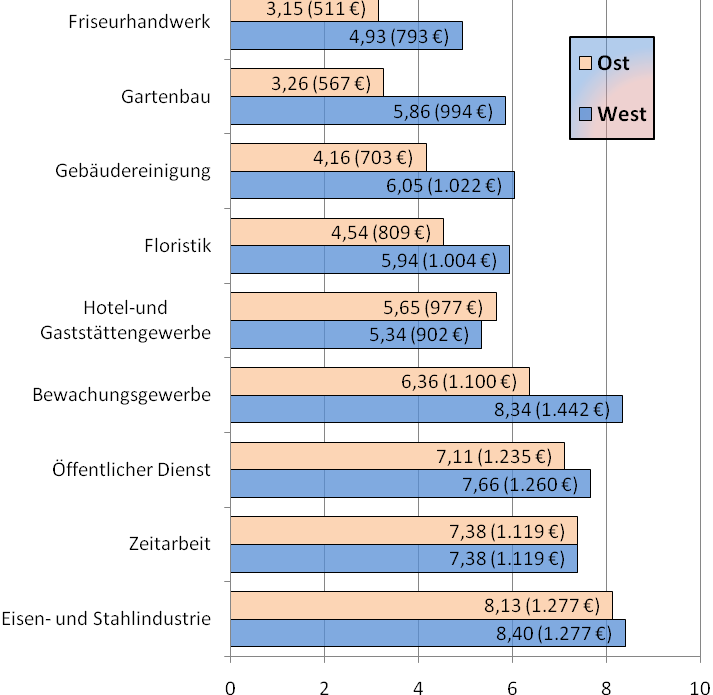 Friseurhandwerk
3,15 (511 €)
4,93 (793 €)
Ost
West
Gartenbau
3,26 (567 €)
5,86 (994 €)
Gebäudereinigung
4,16 (703 €)
6,05 (1.022 €)
Floristik
4,54 (809 €)
5,94 (1.004 €)
Hotel-und
Gaststättengewerbe
5,65 (977 €)
5,34 (902 €)
Bewachungsgewerbe
6,36 (1.100 €)
8,34 (1.442 €)
Öffentlicher Dienst
7,11 (1.235 €)
7,66 (1.260 €)
Zeitarbeit
7,38 (1.119 €)
7,38 (1.119 €)
Eisen- und Stahlindustrie
8,13 (1.277 €)
8,40 (1.277 €)
0 2 4 6 8 10